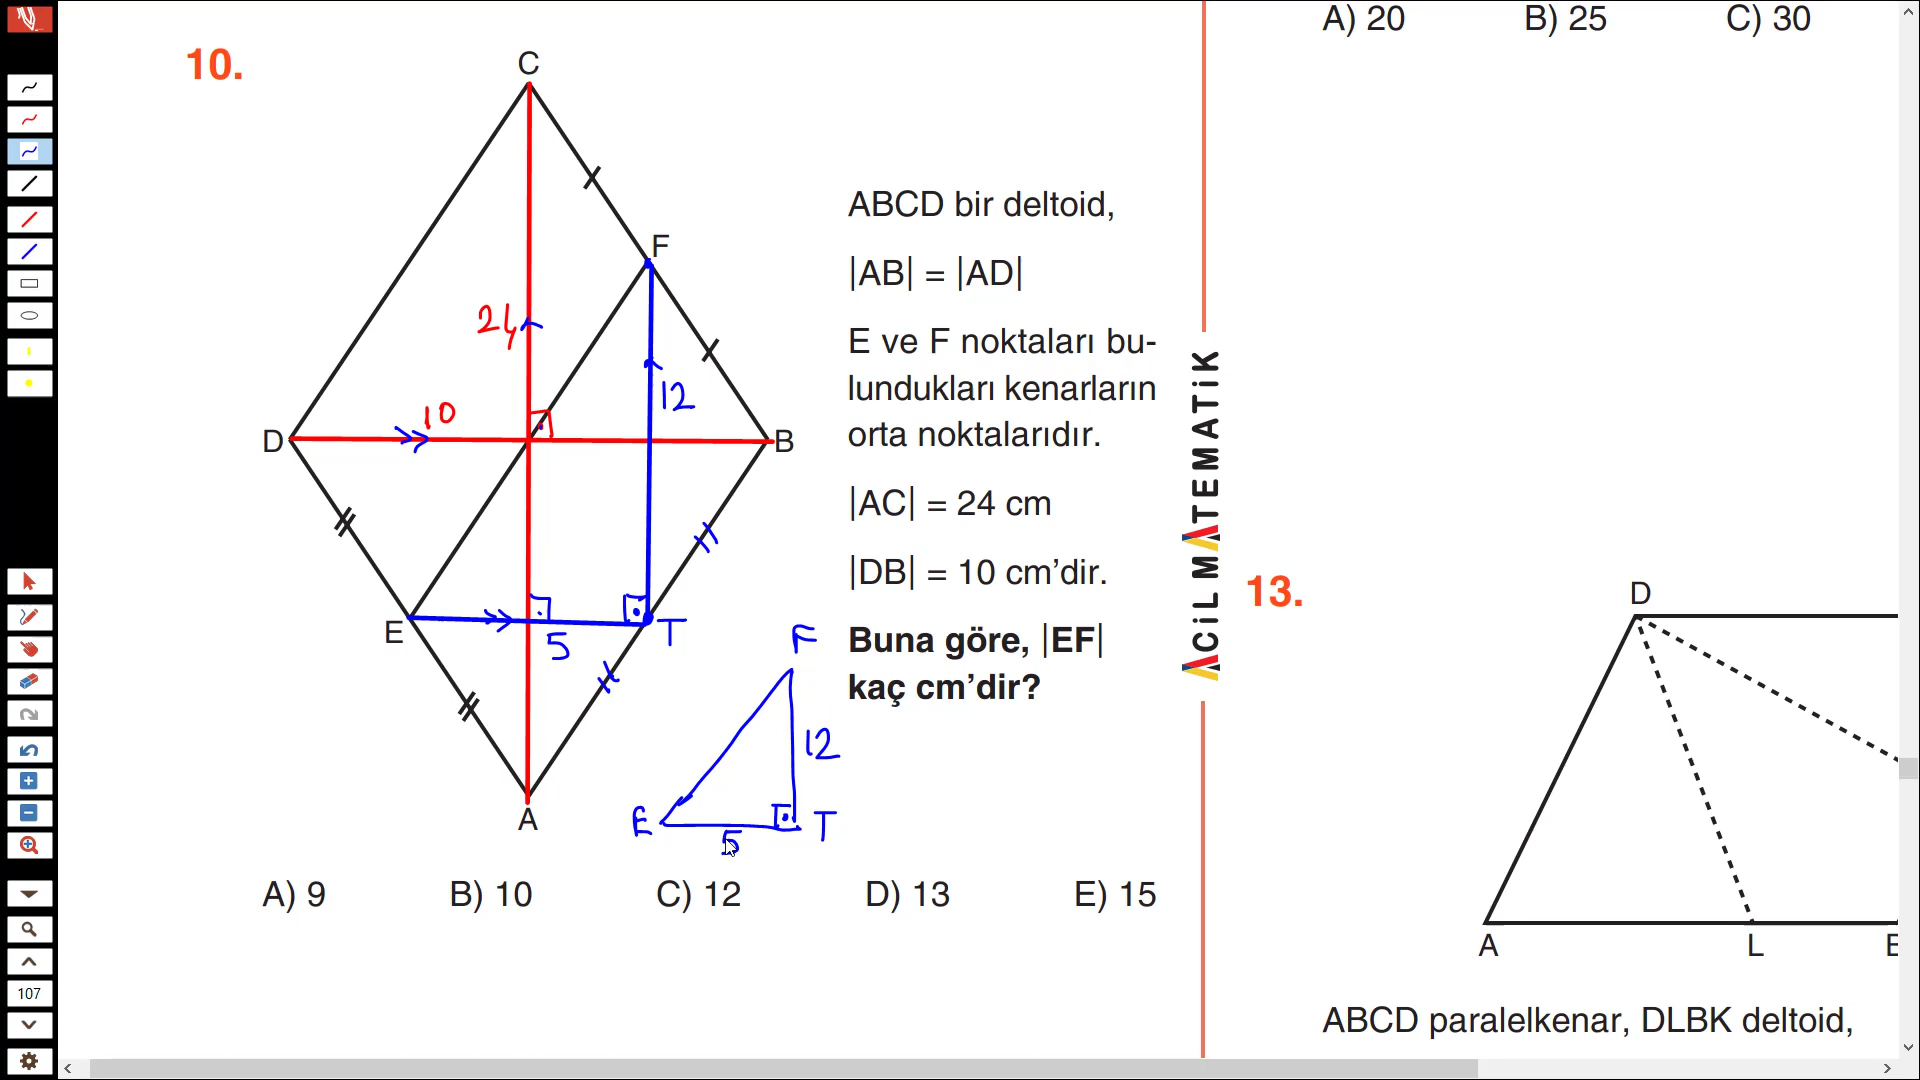 10.
C
F
24
12
10
D
B
E
5
T
A
ABCD bir deltoid,
|AB| = |AD|
E ve F noktaları bu-
lundukları kenarların
orta noktalarıdır.
|AC| = 24 cm
|DB| = 10 cm’dir.
Buna göre, |EF|
kaç cm’dir?
F
12
E
T
5
A) 9 B) 10 C) 12 D) 13 E) 15
ACİL MATEMATİK
A) 20 B) 25 C) 30
13.
D
A
L
ABCD paralelkenar, DLBK deltoid,
107